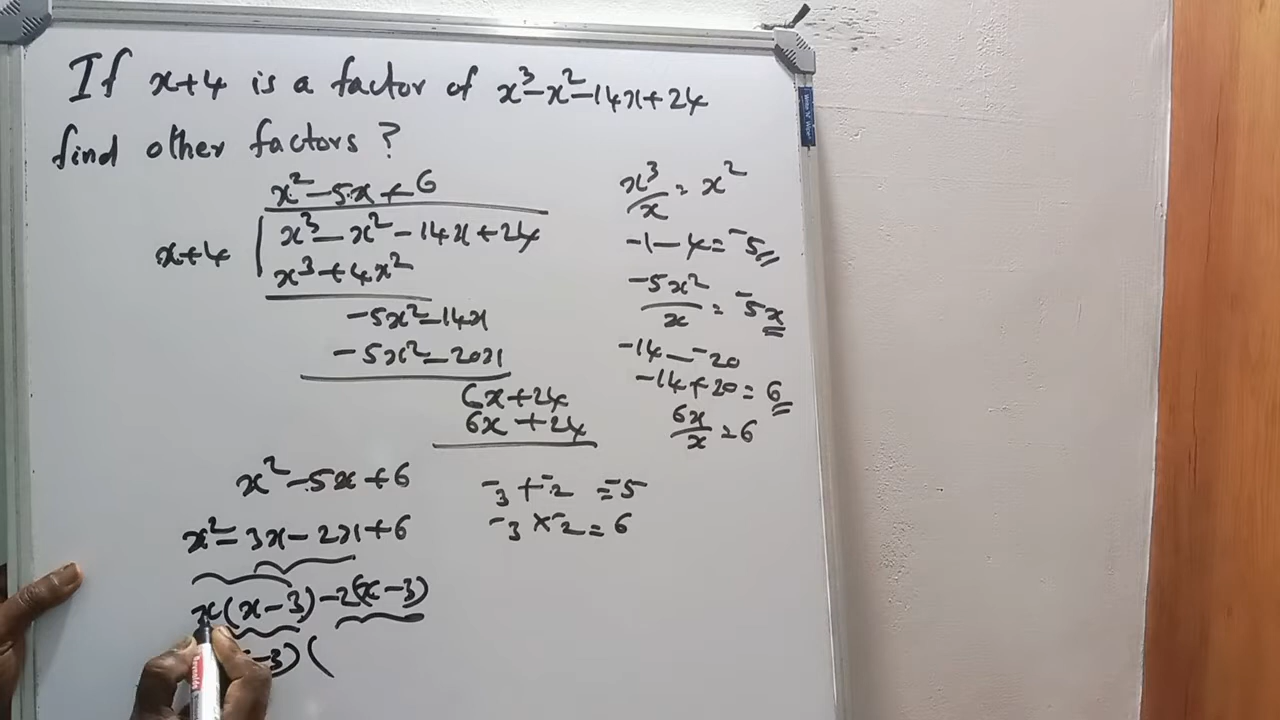 If x+4 is a factor of x³-x²-14x+24
find other factors?
x²-5x+6
x+4
x³-x²-14x+24
x³+4x²
-5x²-14x
-5x²-20x
6x+24
6x+24
x³/x = x²
-1-4=-5
-5x²/x = -5x
-14--20
-14+20=6
6x/x=6
x²-5x+6
x²-3x-2x+6
x(x-3)-2(x-3)
-3)(
-3+-2=-5
-3×-2=6